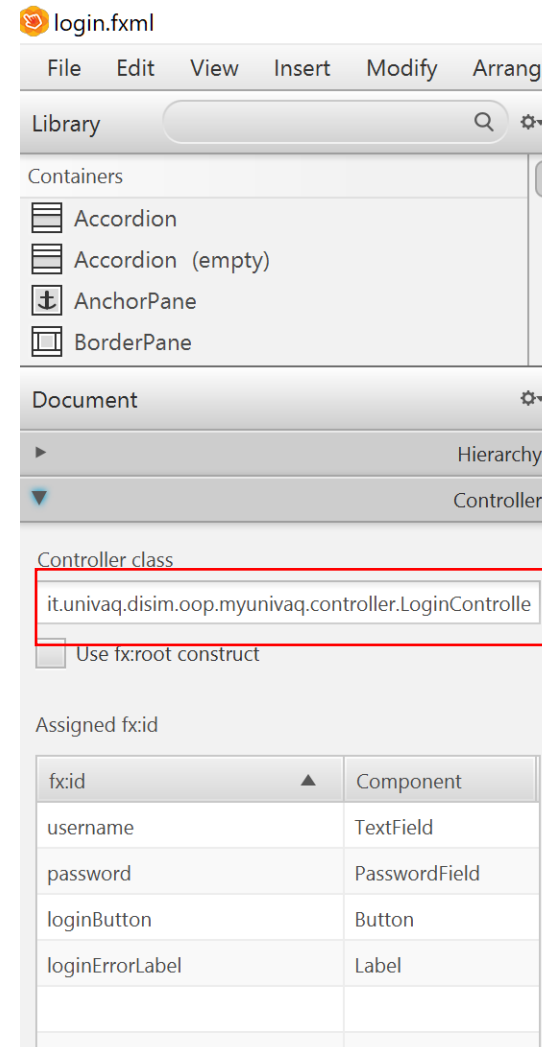 login.fxml
File Edit View Insert Modify Arrang
Library
Containers
Accordion
Accordion (empty)
AnchorPane
BorderPane
Document
Hierarchy
Controller
Controller class
it.univaq.disim.oop.myunivaq.controller.LoginControlle
Use fx:root construct
Assigned fx:id
fx:id Component
username TextField
password PasswordField
loginButton Button
loginErrorLabel Label